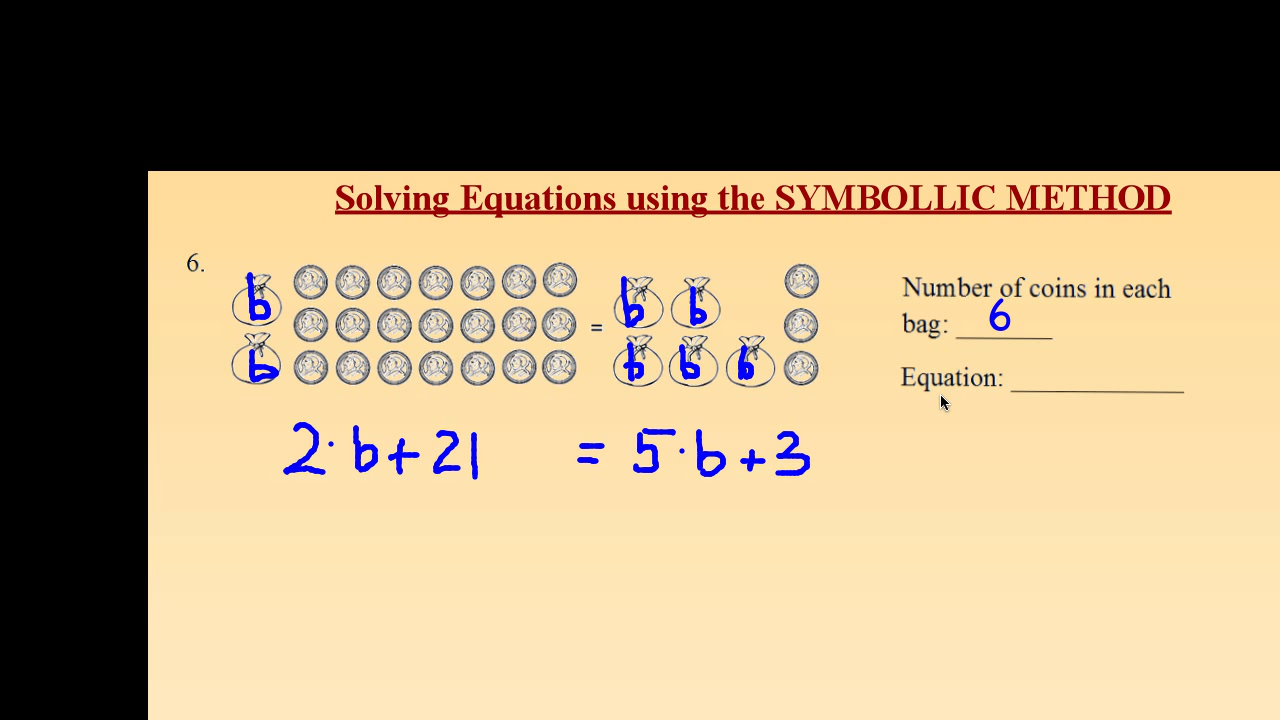 Solving Equations using the SYMBOLLIC METHOD
6.
b = b b
b b b b
Number of coins in each
bag: 6
Equation:
2·b+21 = 5·b+3